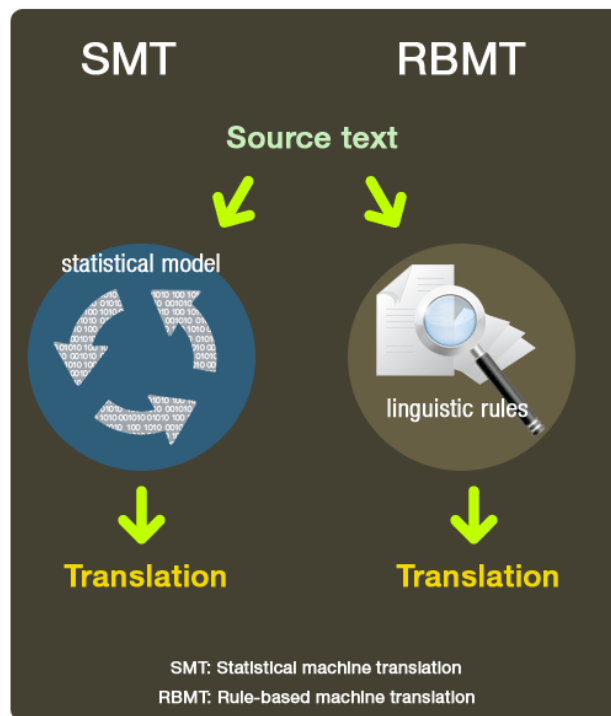 SMT
RBMT
Source text
statistical model
linguistic rules
Translation
Translation
SMT: Statistical machine translation
RBMT: Rule-based machine translation